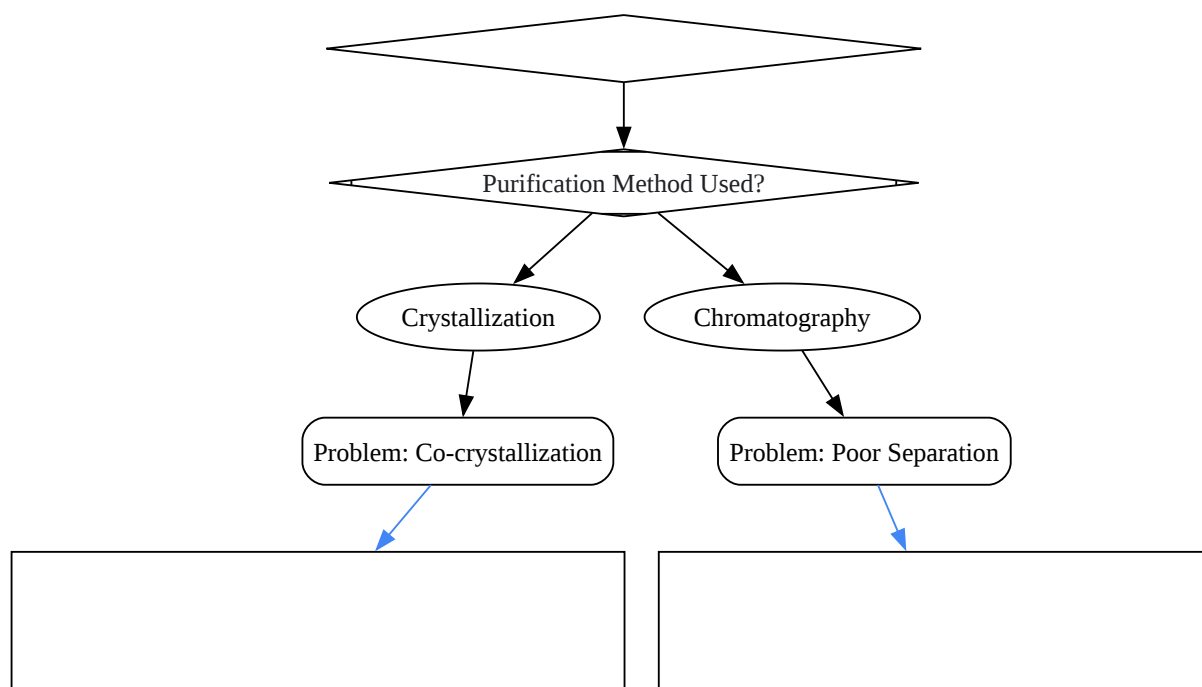 Purification Method Used?
Crystallization
Chromatography
Problem: Co-crystallization
Problem: Poor Separation